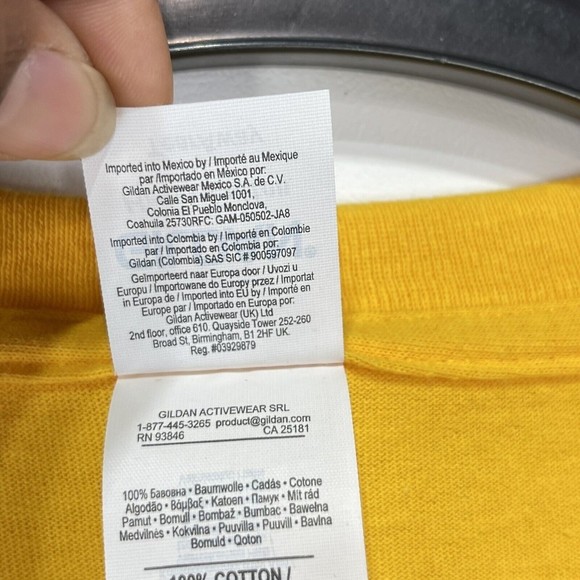 Imported into Mexico by / Importé au Mexique
par /Importado en México por:
Gildan Activewear Mexico S.A. de C.V.
Calle San Miguel 1001,
Colonia El Pueblo Monclova,
Coahuila 25730RFC: GAM-050502-JA8
Imported into Colombia by / Importé en Colombie
par / Importado en Colombia por:
Gildan (Colombia) SAS SIC # 900597097
Geïmporteerd naar Europa door / Uvozi u
Europu / Importowane do Europy przez / Importat
in Europa de / Imported into EU by / Importé en
Europe par / Importado en Europa por:
Gildan Activewear (UK) Ltd
2nd floor, office 610, Quayside Tower 252-260
Broad St, Birmingham, B1 2HF UK.
Reg. #03929879
GILDAN ACTIVEWEAR SRL
1-877-445-3265 product@gildan.com
RN 93846 CA 25181
100% Бавовна • Baumwolle • Cadás • Cotone
Algodão • Βάμβαξ • Katoen • Памук • Mit rád
Pamut • Bomull • Bombaž • Bumbac • Bawełna
Medvilnės • Kokvilna • Puuvilla • Puuvill • Bavlna
Bomuld • Qoton
100% COTTON /